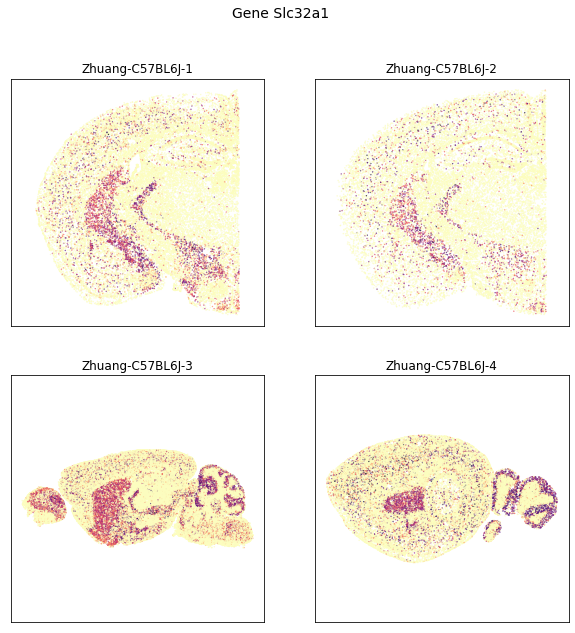 Gene Slc32a1
Zhuang-C57BL6J-1
Zhuang-C57BL6J-2
Zhuang-C57BL6J-3
Zhuang-C57BL6J-4